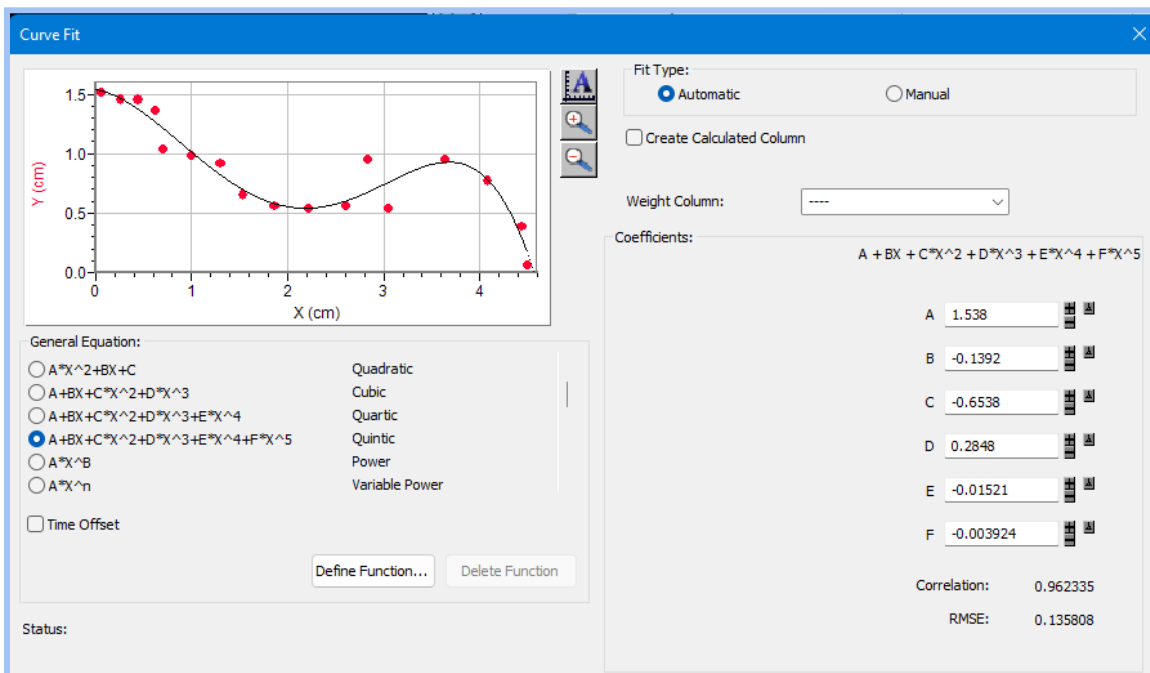 Curve Fit
1.5
1.0
0.5
0.0
Y (cm)
0 1 2 3 4
X (cm)
A
Fit Type:
Automatic Manual
Create Calculated Column
Weight Column: ----
General Equation:
A*X^2+BX+C Quadratic
A+BX+C*X^2+D*X^3 Cubic
A+BX+C*X^2+D*X^3+E*X^4 Quartic
A+BX+C*X^2+D*X^3+E*X^4+F*X^5 Quintic
A*X^B Power
A*X^n Variable Power
Time Offset
Define Function... Delete Function
Status:
Coefficients:
A +BX + C*X^2 + D*X^3 + E*X^4 + F*X^5
A 1.538
B -0.1392
C -0.6538
D 0.2848
E -0.01521
F -0.003924
Correlation: 0.962335
RMSE: 0.135808